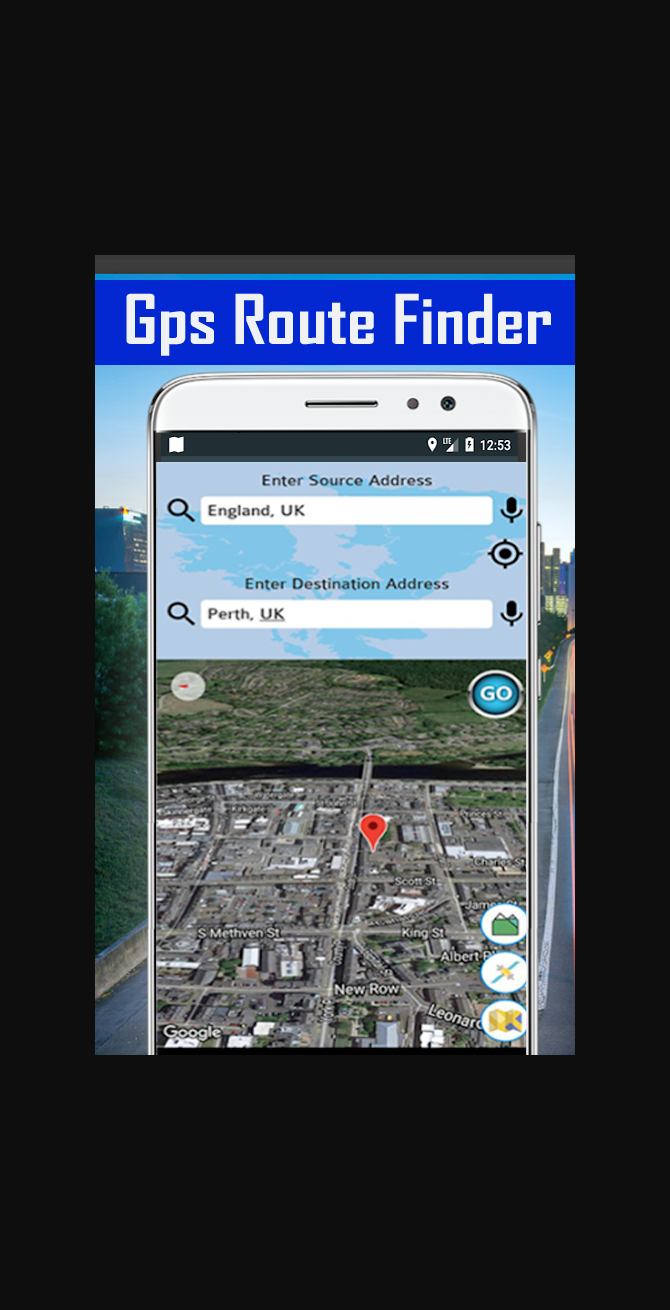 Gps Route Finder
LTE
12:53
Enter Source Address
England, UK
Enter Destination Address
Perth, UK
GO
Charles St
Scott St
James St
S Methven St
King St
Albert P
New Row
Leonard
Google